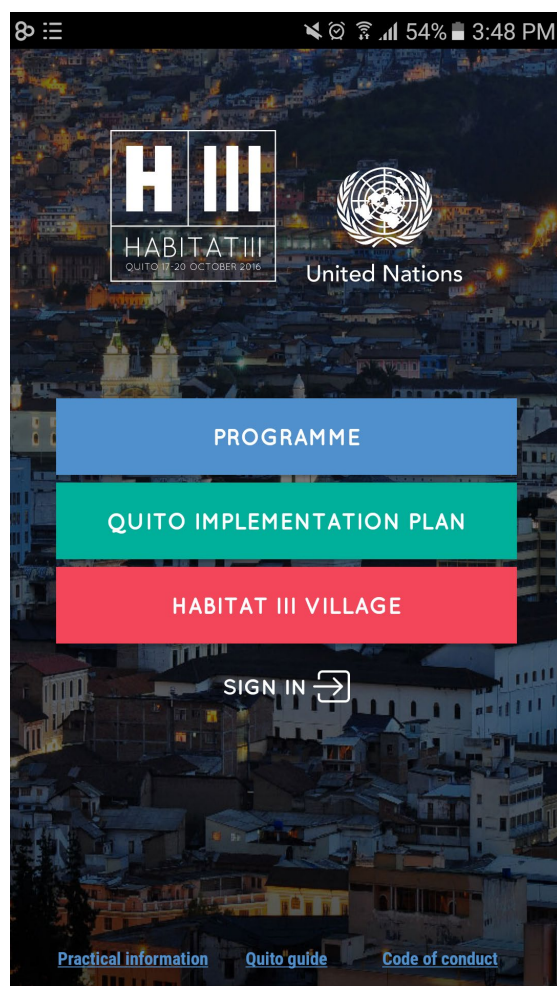 54% 3:48 PM
H III
HABITAT III
QUITO 17-20 OCTOBER 2016
United Nations
PROGRAMME
QUITO IMPLEMENTATION PLAN
HABITAT III VILLAGE
SIGN IN
Practical information Quito guide Code of conduct